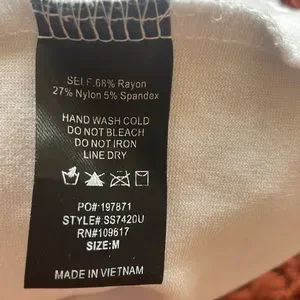 SELF:68% Rayon
27% Nylon 5% Spandex
HAND WASH COLD
DO NOT BLEACH
DO NOT IRON
LINE DRY
PO#:197871
STYLE# SS7420U
RN#109617
SIZE:M
MADE IN VIETNAM